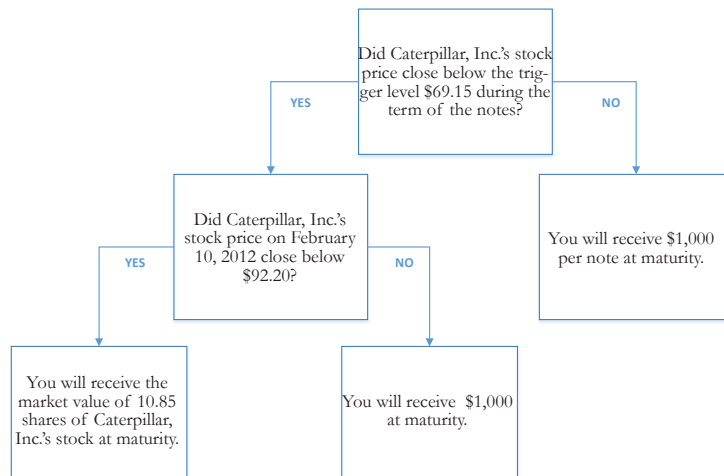 Did Caterpillar, Inc.'s stock
price close below the trig-
ger level $69.15 during the
term of the notes?
YES
NO
Did Caterpillar, Inc.'s
stock price on February
10, 2012 close below
$92.20?
You will receive $1,000
per note at maturity.
YES
NO
You will receive the
market value of 10.85
shares of Caterpillar,
Inc.'s stock at maturity.
You will receive  $1,000
at maturity.